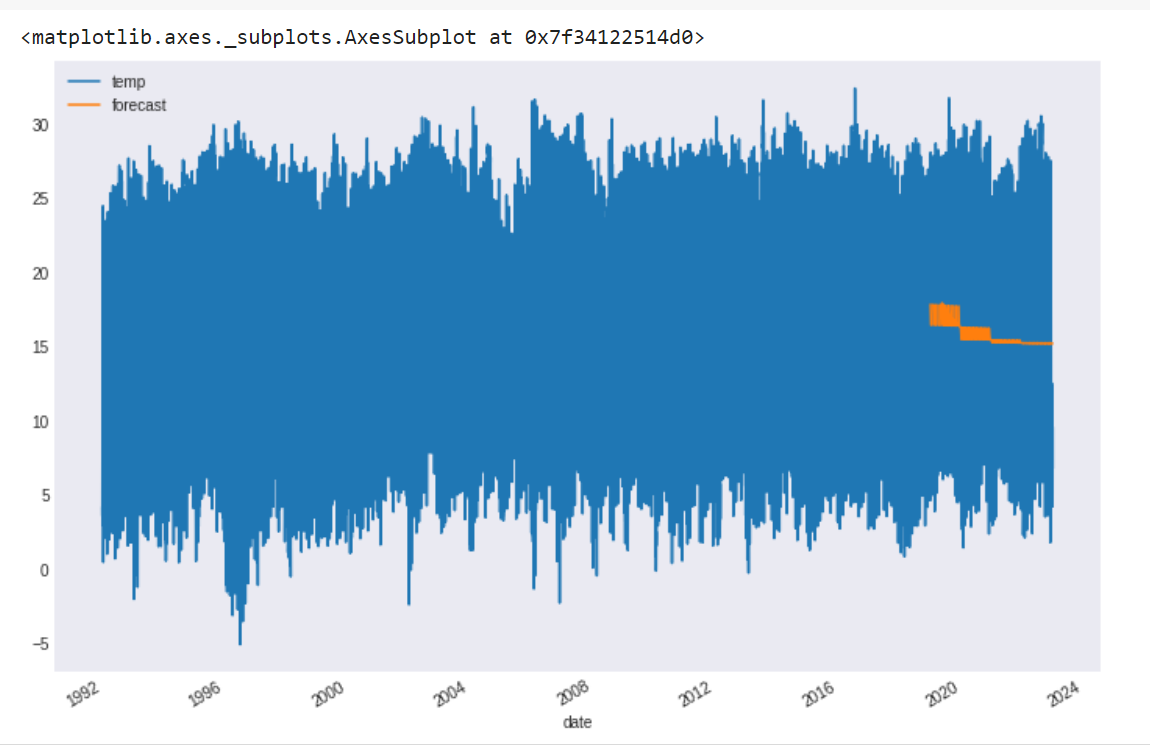 <matplotlib.axes._subplots.AxesSubplot at 0x7f34122514d0>
temp
forecast
30
25
20
15
10
5
0
−5
1992 1996 2000 2004 2008 2012 2016 2020 2024
date